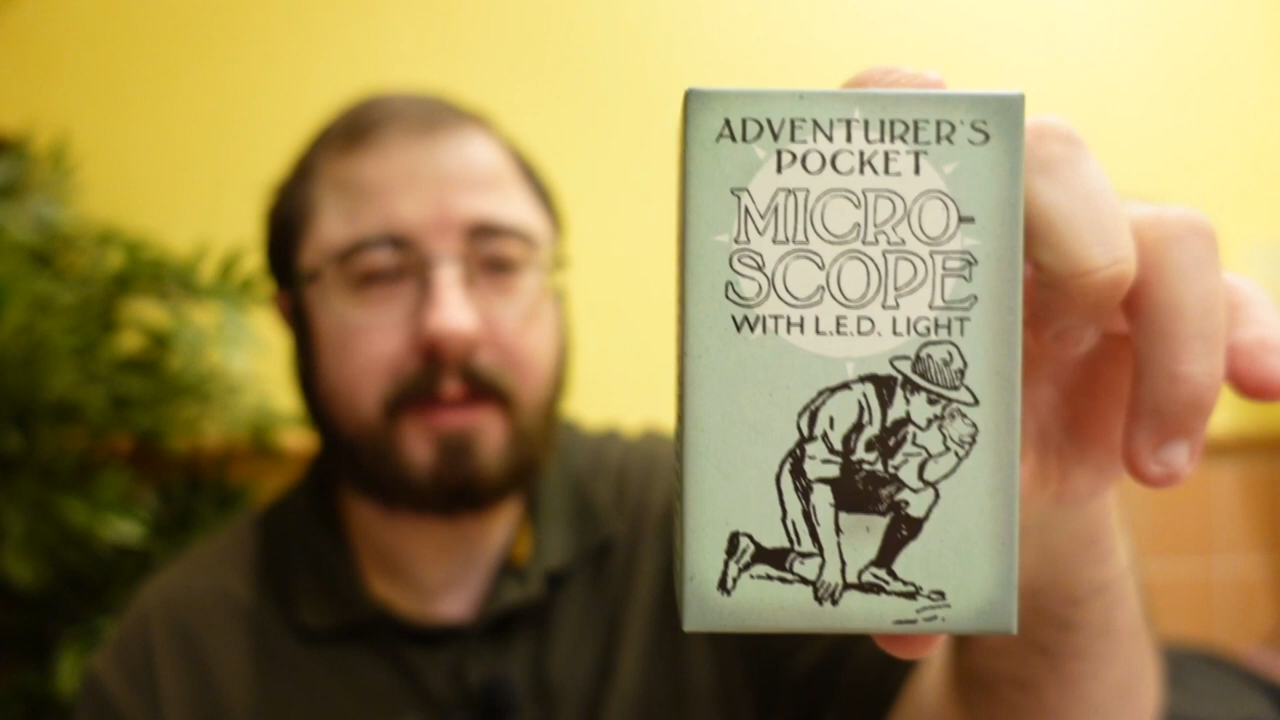 ADVENTURER'S
POCKET
MICRO-
SCOPE
WITH L.E.D. LIGHT